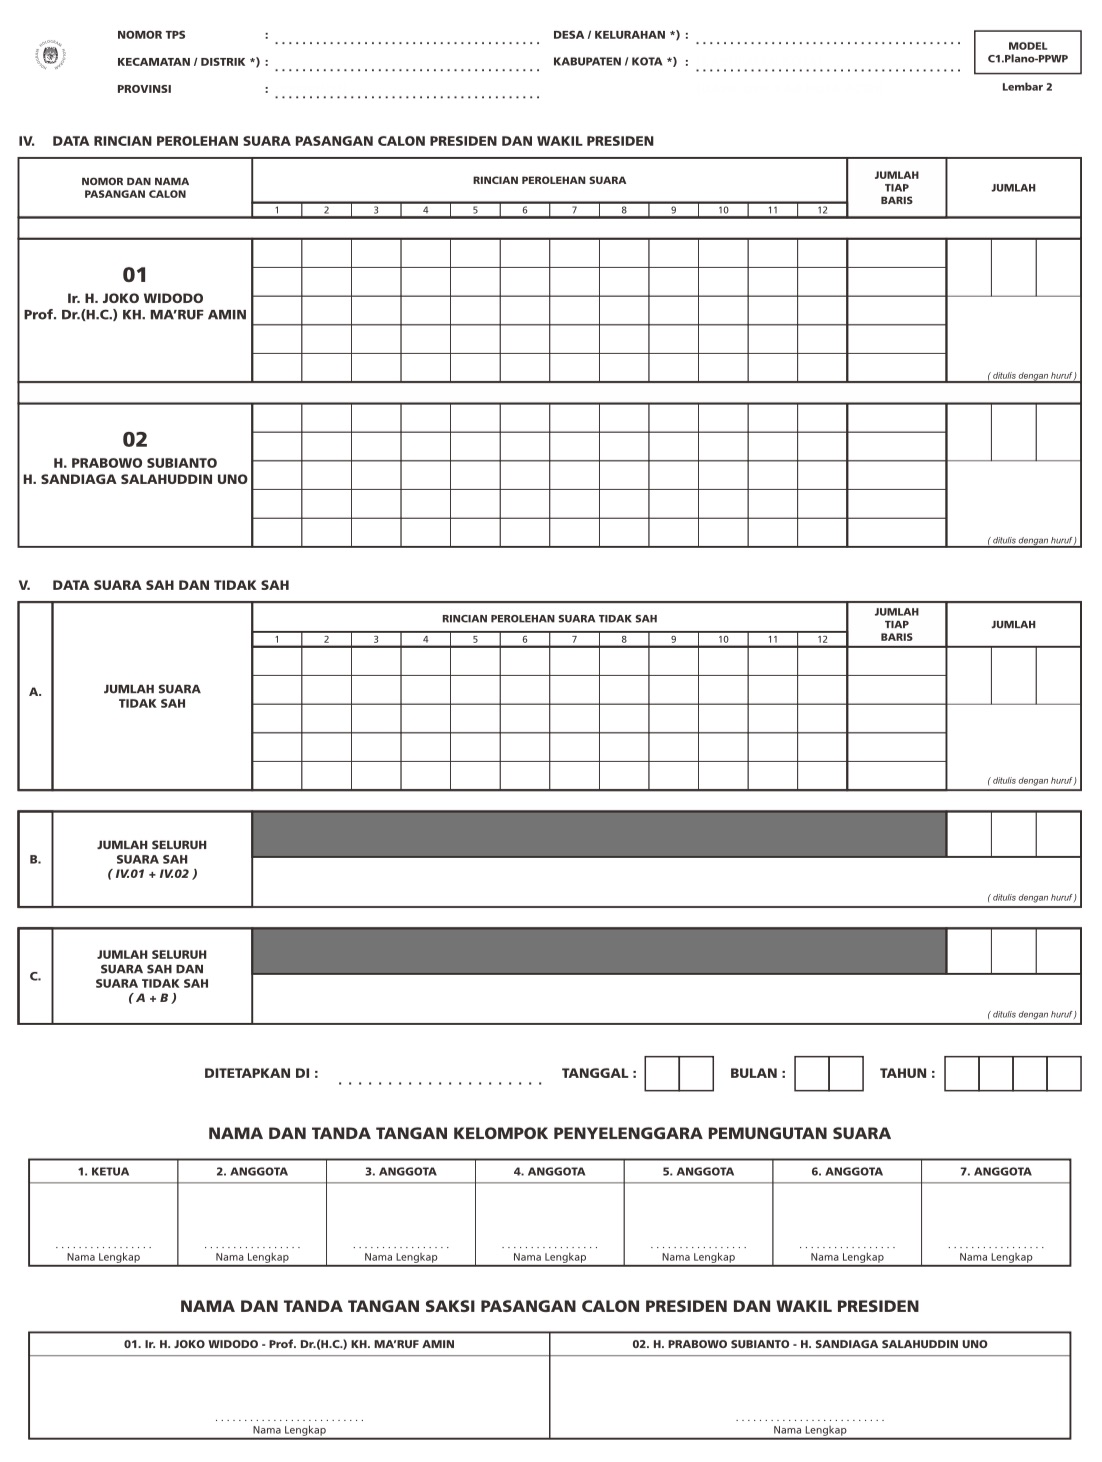 NOMOR TPS : ........................................ DESA / KELURAHAN *) : ........................................
KECAMATAN / DISTRIK *) : ........................................ KABUPATEN / KOTA *) : ........................................
PROVINSI : ........................................
MODEL
C1.Plano-PPWP
Lembar 2
IV. DATA RINCIAN PEROLEHAN SUARA PASANGAN CALON PRESIDEN DAN WAKIL PRESIDEN
NOMOR DAN NAMA
PASANGAN CALON
RINCIAN PEROLEHAN SUARA
1 2 3 4 5 6 7 8 9 10 11 12
JUMLAH
TIAP
BARIS
JUMLAH
01
Ir. H. JOKO WIDODO
Prof. Dr.(H.C.) KH. MA’RUF AMIN
( ditulis dengan huruf )
02
H. PRABOWO SUBIANTO
H. SANDIAGA SALAHUDDIN UNO
( ditulis dengan huruf )
V. DATA SUARA SAH DAN TIDAK SAH
RINCIAN PEROLEHAN SUARA TIDAK SAH
1 2 3 4 5 6 7 8 9 10 11 12
JUMLAH
TIAP
BARIS
JUMLAH
A.
JUMLAH SUARA
TIDAK SAH
( ditulis dengan huruf )
B.
JUMLAH SELURUH
SUARA SAH
( IV.01 + IV.02 )
( ditulis dengan huruf )
C.
JUMLAH SELURUH
SUARA SAH DAN
SUARA TIDAK SAH
( A + B )
( ditulis dengan huruf )
DITETAPKAN DI : ..................... TANGGAL : BULAN : TAHUN :
NAMA DAN TANDA TANGAN KELOMPOK PENYELENGGARA PEMUNGUTAN SUARA
1. KETUA 2. ANGGOTA 3. ANGGOTA 4. ANGGOTA 5. ANGGOTA 6. ANGGOTA 7. ANGGOTA
................. ................. ................. ................. ................. ................. .................
Nama Lengkap Nama Lengkap Nama Lengkap Nama Lengkap Nama Lengkap Nama Lengkap Nama Lengkap
NAMA DAN TANDA TANGAN SAKSI PASANGAN CALON PRESIDEN DAN WAKIL PRESIDEN
01. Ir. H. JOKO WIDODO - Prof. Dr.(H.C.) KH. MA’RUF AMIN 02. H. PRABOWO SUBIANTO - H. SANDIAGA SALAHUDDIN UNO
.......................... ..........................
Nama Lengkap Nama Lengkap